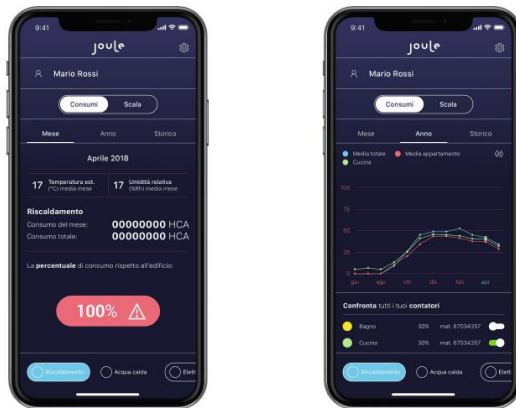 9:41
joule
Mario Rossi
Consumi Scala
Mese Anno Storico
Aprile 2018
17 Temperatura est. (°C) media mese
17 Umidità relativa (%Rh) media mese
Riscaldamento
Consumo del mese: 00000000 HCA
Consumo totale: 00000000 HCA
La percentuale di consumo rispetto all'edificio:
100%
Riscaldamento Acqua calda Elett
9:41
joule
Mario Rossi
Consumi Scala
Mese Anno Storico
Media totale Media appartamento
Cucina
100
75
50
25
0
giu ago ott dic feb apr
Confronta tutti i tuoi contatori
Bagno 30% mat. 67034357
Cucina 30% mat. 67034357
Riscaldamento Acqua calda Elett